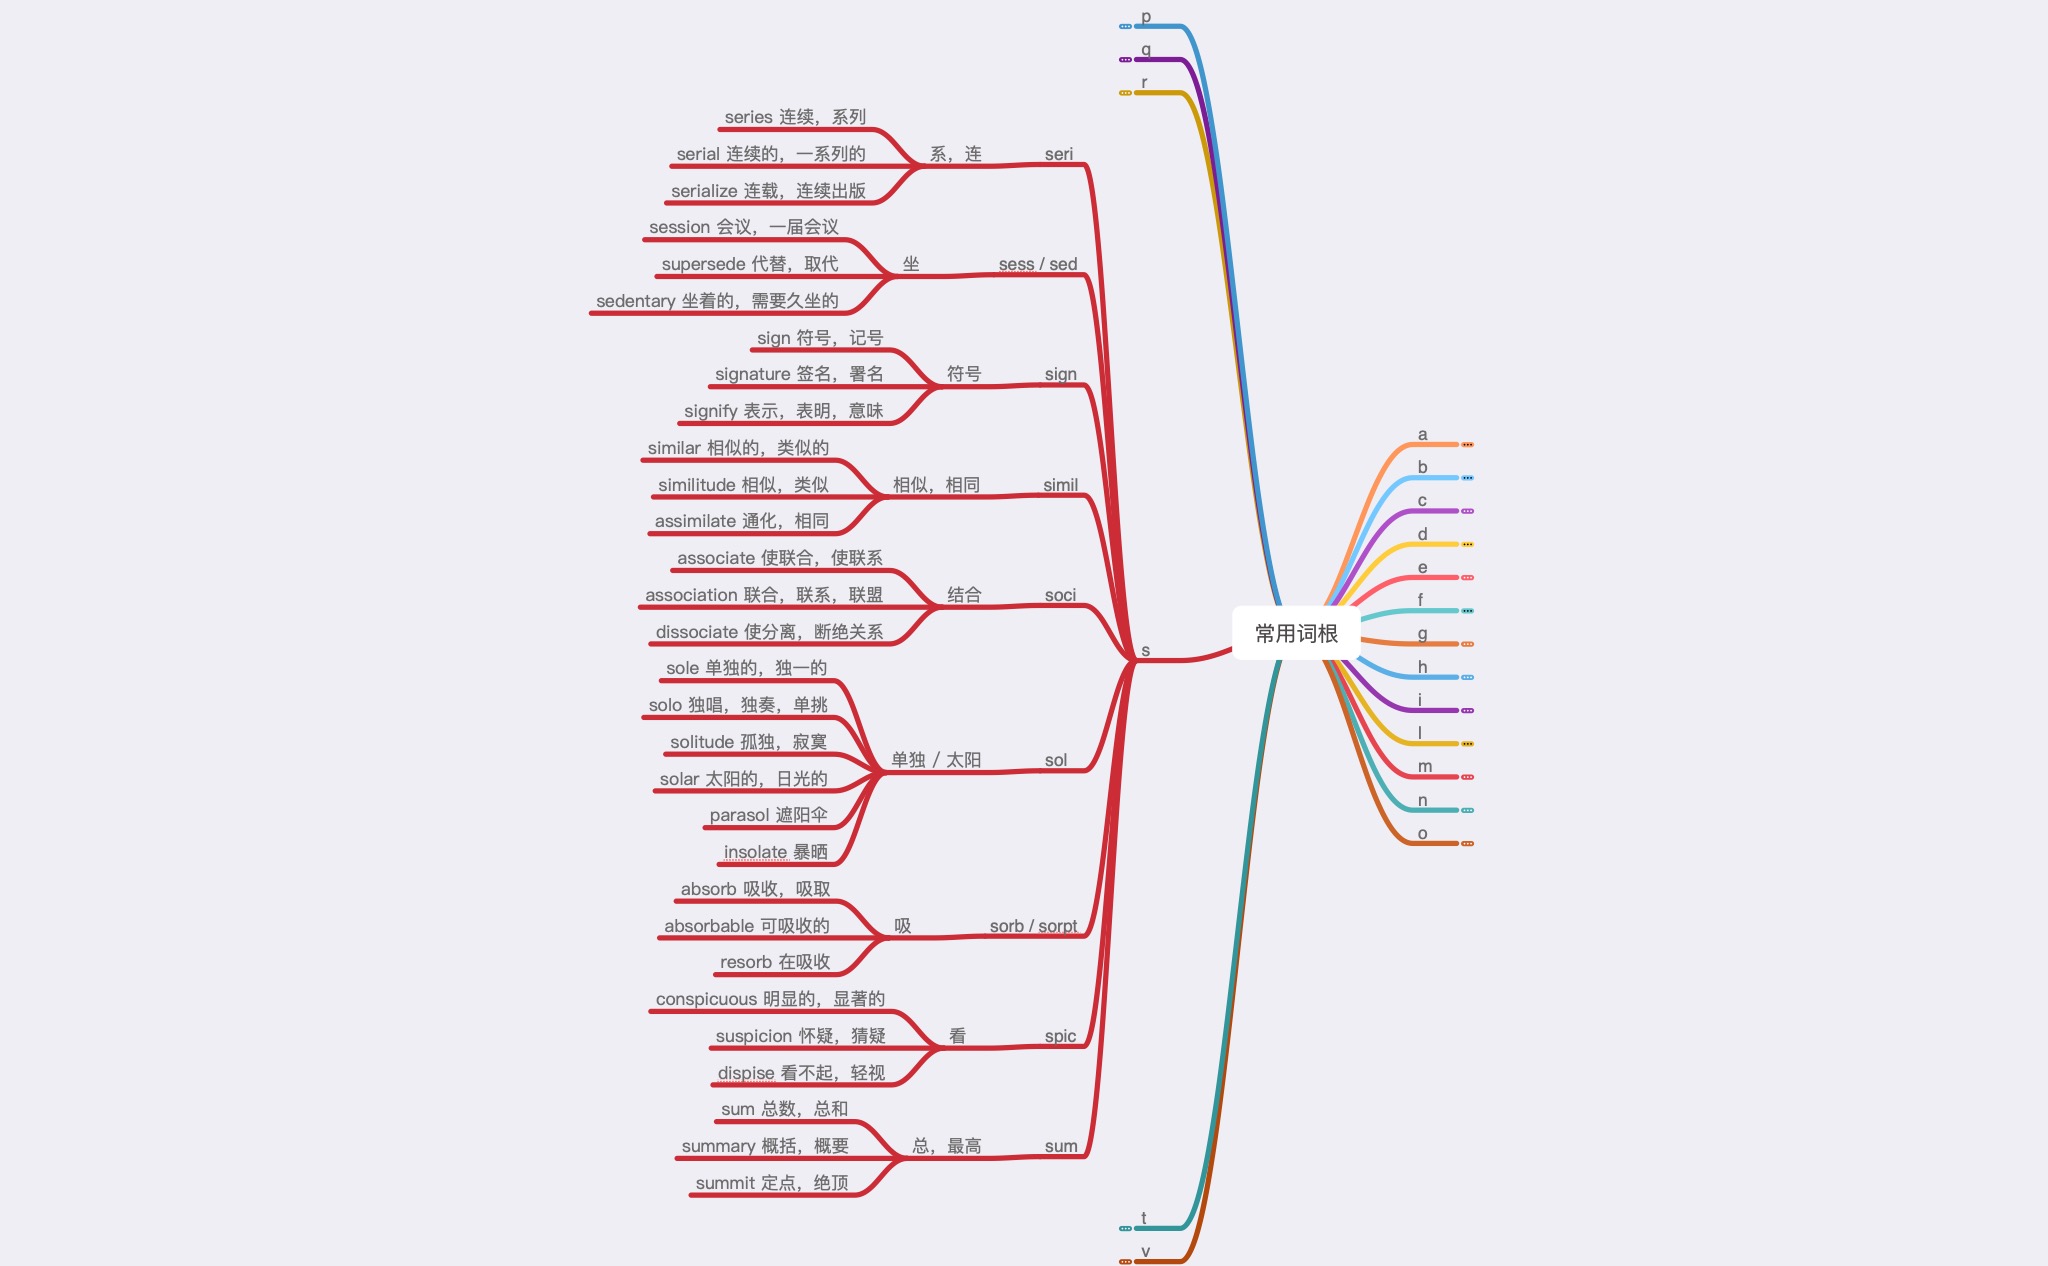 常用词根
p
q
r
s
seri
系，连
series 连续，系列
serial 连续的，一系列的
serialize 连载，连续出版
sess / sed
坐
session 会议，一届会议
supersede 代替，取代
sedentary 坐着的，需要久坐的
sign
符号
sign 符号，记号
signature 签名，署名
signify 表示，表明，意味
simil
相似，相同
similar 相似的，类似的
similitude 相似，类似
assimilate 通化，相同
soci
结合
associate 使联合，使联系
association 联合，联系，联盟
dissociate 使分离，断绝关系
sol
单独 / 太阳
sole 单独的，独一的
solo 独唱，独奏，单挑
solitude 孤独，寂寞
solar 太阳的，日光的
parasol 遮阳伞
insolate 暴晒
sorb / sorpt
吸
absorb 吸收，吸取
absorbable 可吸收的
resorb 在吸收
spic
看
conspicuous 明显的，显著的
suspicion 怀疑，猜疑
dispise 看不起，轻视
sum
总，最高
sum 总数，总和
summary 概括，概要
summit 定点，绝顶
t
v
a
b
c
d
e
f
g
h
i
l
m
n
o